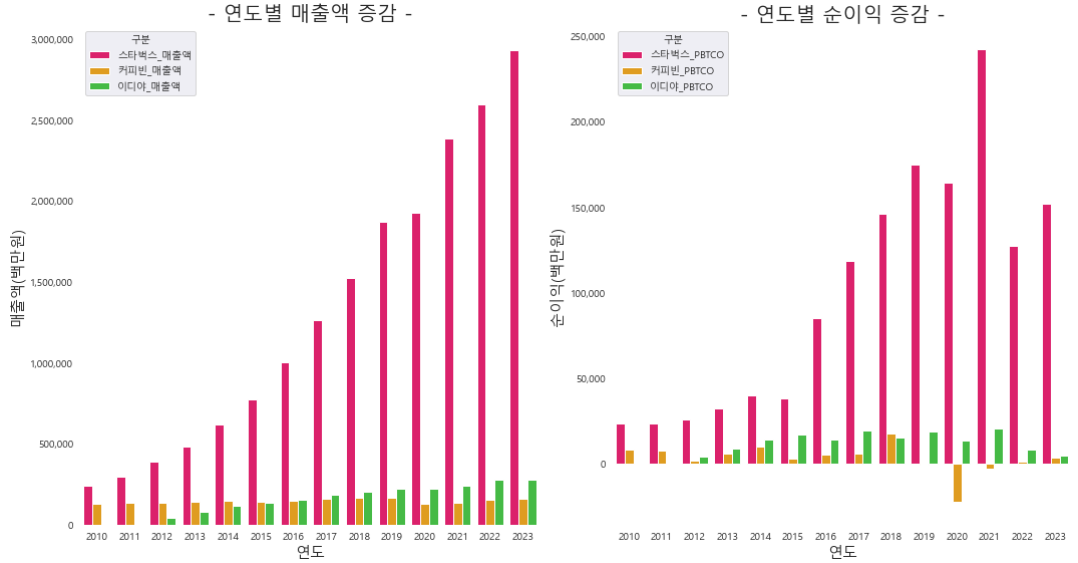 - 연도별 매출액 증감 -
구분
스타벅스_매출액
커피빈_매출액
이디야_매출액
매출액(백만원)
3,000,000
2,500,000
2,000,000
1,500,000
1,000,000
500,000
0
2010 2011 2012 2013 2014 2015 2016 2017 2018 2019 2020 2021 2022 2023
연도
- 연도별 순이익 증감 -
구분
스타벅스_PBTCO
커피빈_PBTCO
이디야_PBTCO
순이익(백만원)
250,000
200,000
150,000
100,000
50,000
0
2010 2011 2012 2013 2014 2015 2016 2017 2018 2019 2020 2021 2022 2023
연도